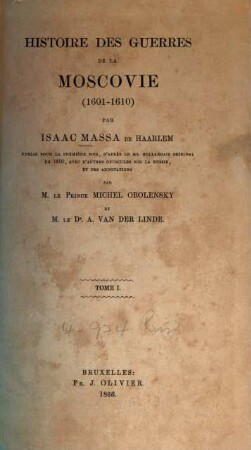 HISTOIRE DES GUERRES
DE LA
MOSCOVIE
(1601-1610)
PAR
ISAAC MASSA DE HAARLEM
PUBLIÉ POUR LA PREMIÈRE FOIS, D'APRÈS LE MS. HOLLANDAIS ORIGINAL
DE 1610, AVEC D'AUTRES OPUSCULES SUR LA RUSSIE,
ET DES ANNOTATIONS
PAR
M. LE PRINCE MICHEL OBOLENSKY
ET
M. LE DR. A. VAN DER LINDE.
TOME I.
BRUXELLES:
FR. J. OLIVIER.
1866.